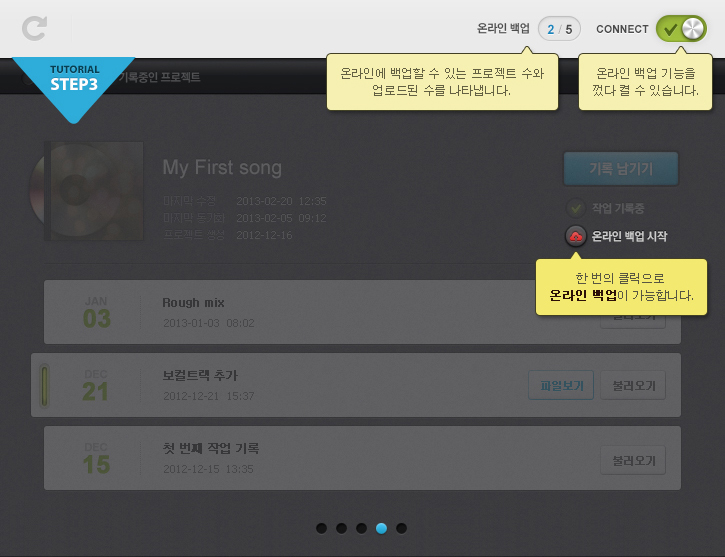 온라인 백업 2 / 5 CONNECT
온라인에 백업할 수 있는 프로젝트 수와
업로드된 수를 나타냅니다.
온라인 백업 기능을
껐다 켤 수 있습니다.
TUTORIAL
STEP3
기록중인 프로젝트
My First song
마지막 수정 2013-02-20 12:35
마지막 동기화 2013-02-05 09:12
프로젝트 생성 2012-12-16
기록 남기기
작업 기록중
온라인 백업 시작
한 번의 클릭으로
온라인 백업이 가능합니다.
JAN
03
Rough mix
2013-01-03 08:02
불러오기
DEC
21
보컬트랙 추가
2012-12-21 15:37
파일보기
불러오기
DEC
15
첫 번째 작업 기록
2012-12-15 13:35
불러오기